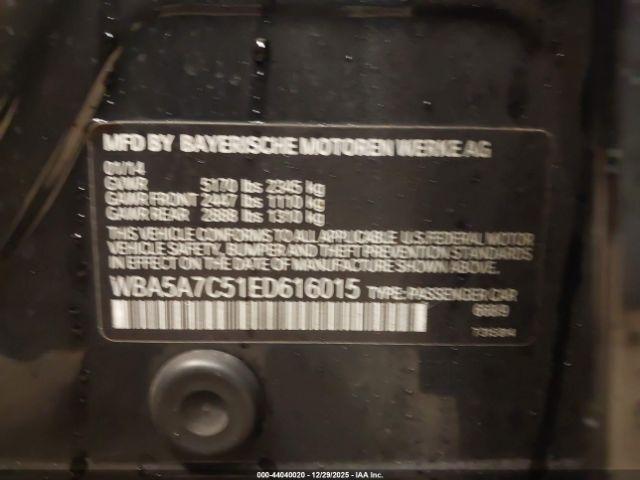 MFD BY BAYERISCHE MOTOREN WERKE AG
01/14
GVWR 5170 lbs 2345 kg
GAWR FRONT 2447 lbs 1110 kg
GAWR REAR 2888 lbs 1310 kg
THIS VEHICLE CONFORMS TO ALL APPLICABLE U.S./FEDERAL MOTOR
VEHICLE SAFETY, BUMPER AND THEFT PREVENTION STANDARDS
IN EFFECT ON THE DATE OF MANUFACTURE SHOWN ABOVE.
WBA5A7C51ED616015 TYPE: PASSENGER CAR
000-44040020 | 12/29/2025 | IAA Inc.